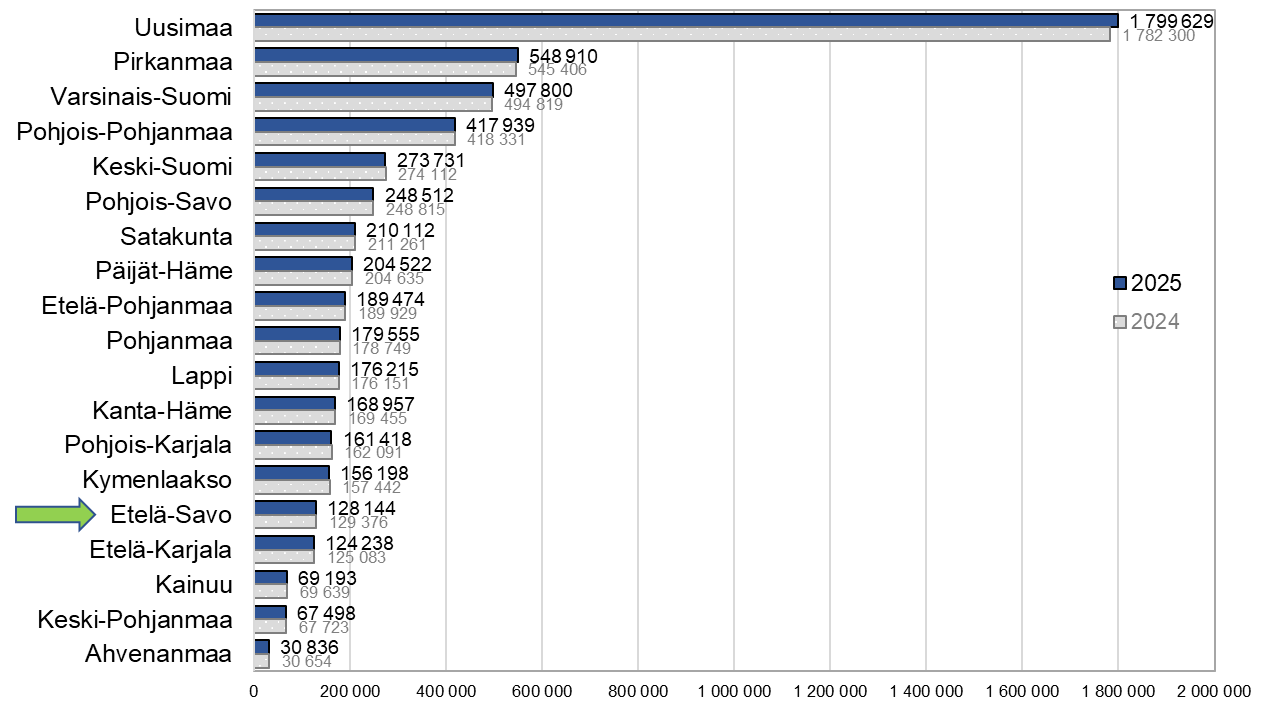 Uusimaa 1 799 629
1 782 300
Pirkanmaa 548 910
545 406
Varsinais-Suomi 497 800
494 819
Pohjois-Pohjanmaa 417 939
418 331
Keski-Suomi 273 731
274 112
Pohjois-Savo 248 512
248 815
Satakunta 210 112
211 261
Päijät-Häme 204 522
204 635
Etelä-Pohjanmaa 189 474
189 929
Pohjanmaa 179 555
178 749
Lappi 176 215
176 151
Kanta-Häme 168 957
169 455
Pohjois-Karjala 161 418
162 091
Kymenlaakso 156 198
157 442
Etelä-Savo 128 144
129 376
Etelä-Karjala 124 238
125 083
Kainuu 69 193
69 639
Keski-Pohjanmaa 67 498
67 723
Ahvenanmaa 30 836
30 654
2025
2024
0 200 000 400 000 600 000 800 000 1 000 000 1 200 000 1 400 000 1 600 000 1 800 000 2 000 000